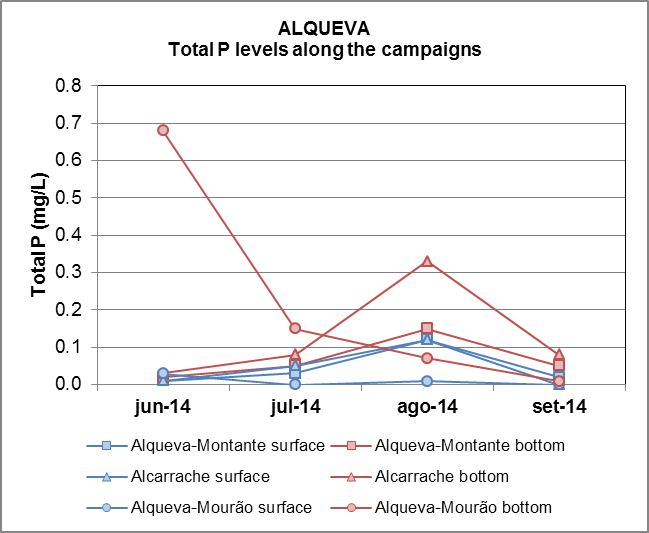 ALQUEVA
Total P levels along the campaigns
Total P (mg/L)
0.8
0.7
0.6
0.5
0.4
0.3
0.2
0.1
0.0
jun-14 jul-14 ago-14 set-14
Alqueva-Montante surface Alqueva-Montante bottom
Alcarrache surface Alcarrache bottom
Alqueva-Mourão surface Alqueva-Mourão bottom